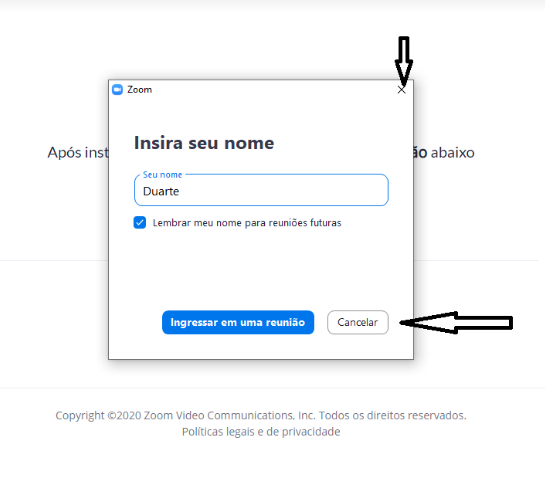 Zoom
Insira seu nome
Após inst
ão abaixo
Seu nome
Duarte
Lembrar meu nome para reuniões futuras
Ingressar em uma reunião
Cancelar
Copyright ©2020 Zoom Video Communications, Inc. Todos os direitos reservados.
Políticas legais e de privacidade